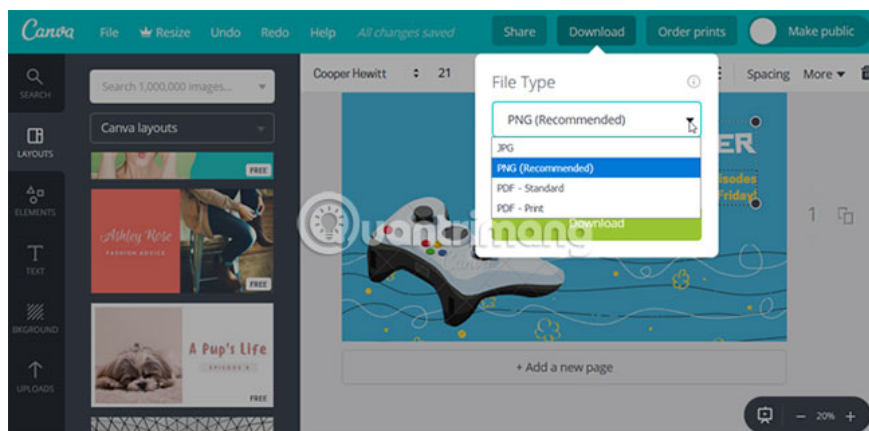 Canva File Resize Undo Redo Help All changes saved Share Download Order prints Make public
SEARCH
LAYOUTS
ELEMENTS
TEXT
BKGROUND
UPLOADS
Search 1,000,000 images...
Canva layouts
FREE
Ashley Rose
FASHION ADVICE
FREE
A Pup's Life
EPISODE 8
FREE
Cooper Hewitt 21 Spacing More
File Type
PNG (Recommended)
JPG
PNG (Recommended)
PDF - Standard
PDF - Print
Download
ER
isodes
Friday!
Quantrimang
1
+ Add a new page
20%